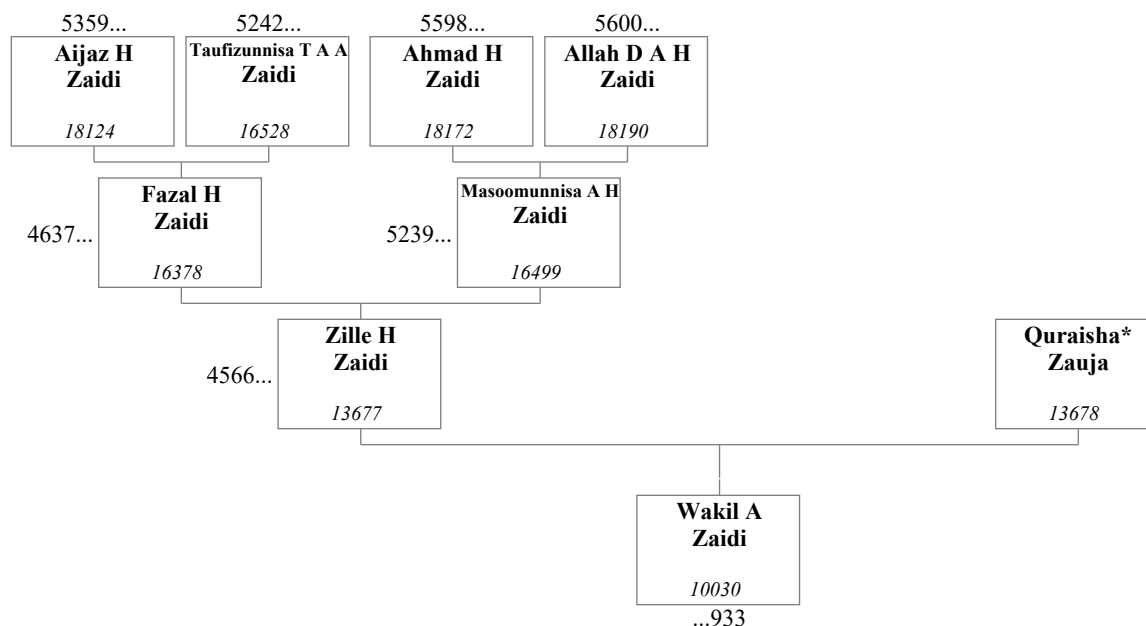 5359... 5242... 5598... 5600...
Aijaz H
Zaidi
18124
Taufizunnisa T A A
Zaidi
16528
Ahmad H
Zaidi
18172
Allah D A H
Zaidi
18190
4637...
Fazal H
Zaidi
16378
5239...
Masoomunnisa A H
Zaidi
16499
4566...
Zille H
Zaidi
13677
Quraisha*
Zauja
13678
Wakil A
Zaidi
10030
...933